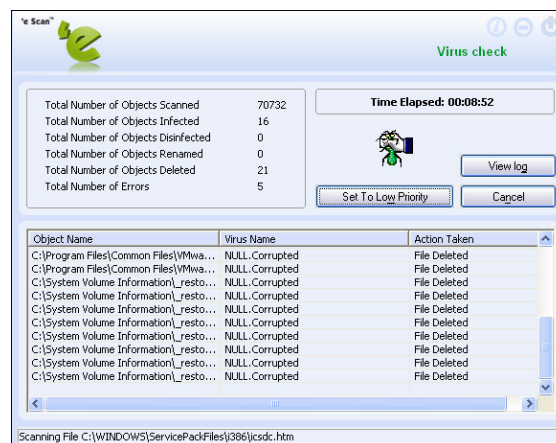 'e Scan™
Virus check
Total Number of Objects Scanned 70732
Total Number of Objects Infected 16
Total Number of Objects Disinfected 0
Total Number of Objects Renamed 0
Total Number of Objects Deleted 21
Total Number of Errors 5
Time Elapsed: 00:08:52
View log
Set To Low Priority
Cancel
Object Name Virus Name Action Taken
C:\Program Files\Common Files\VMwa... NULL.Corrupted File Deleted
C:\Program Files\Common Files\VMwa... NULL.Corrupted File Deleted
C:\System Volume Information\_resto... NULL.Corrupted File Deleted
C:\System Volume Information\_resto... NULL.Corrupted File Deleted
C:\System Volume Information\_resto... NULL.Corrupted File Deleted
C:\System Volume Information\_resto... NULL.Corrupted File Deleted
C:\System Volume Information\_resto... NULL.Corrupted File Deleted
C:\System Volume Information\_resto... NULL.Corrupted File Deleted
C:\System Volume Information\_resto... NULL.Corrupted File Deleted
C:\System Volume Information\_resto... NULL.Corrupted File Deleted
Scanning File C:\WINDOWS\ServicePackFiles\i386\icsdc.htm